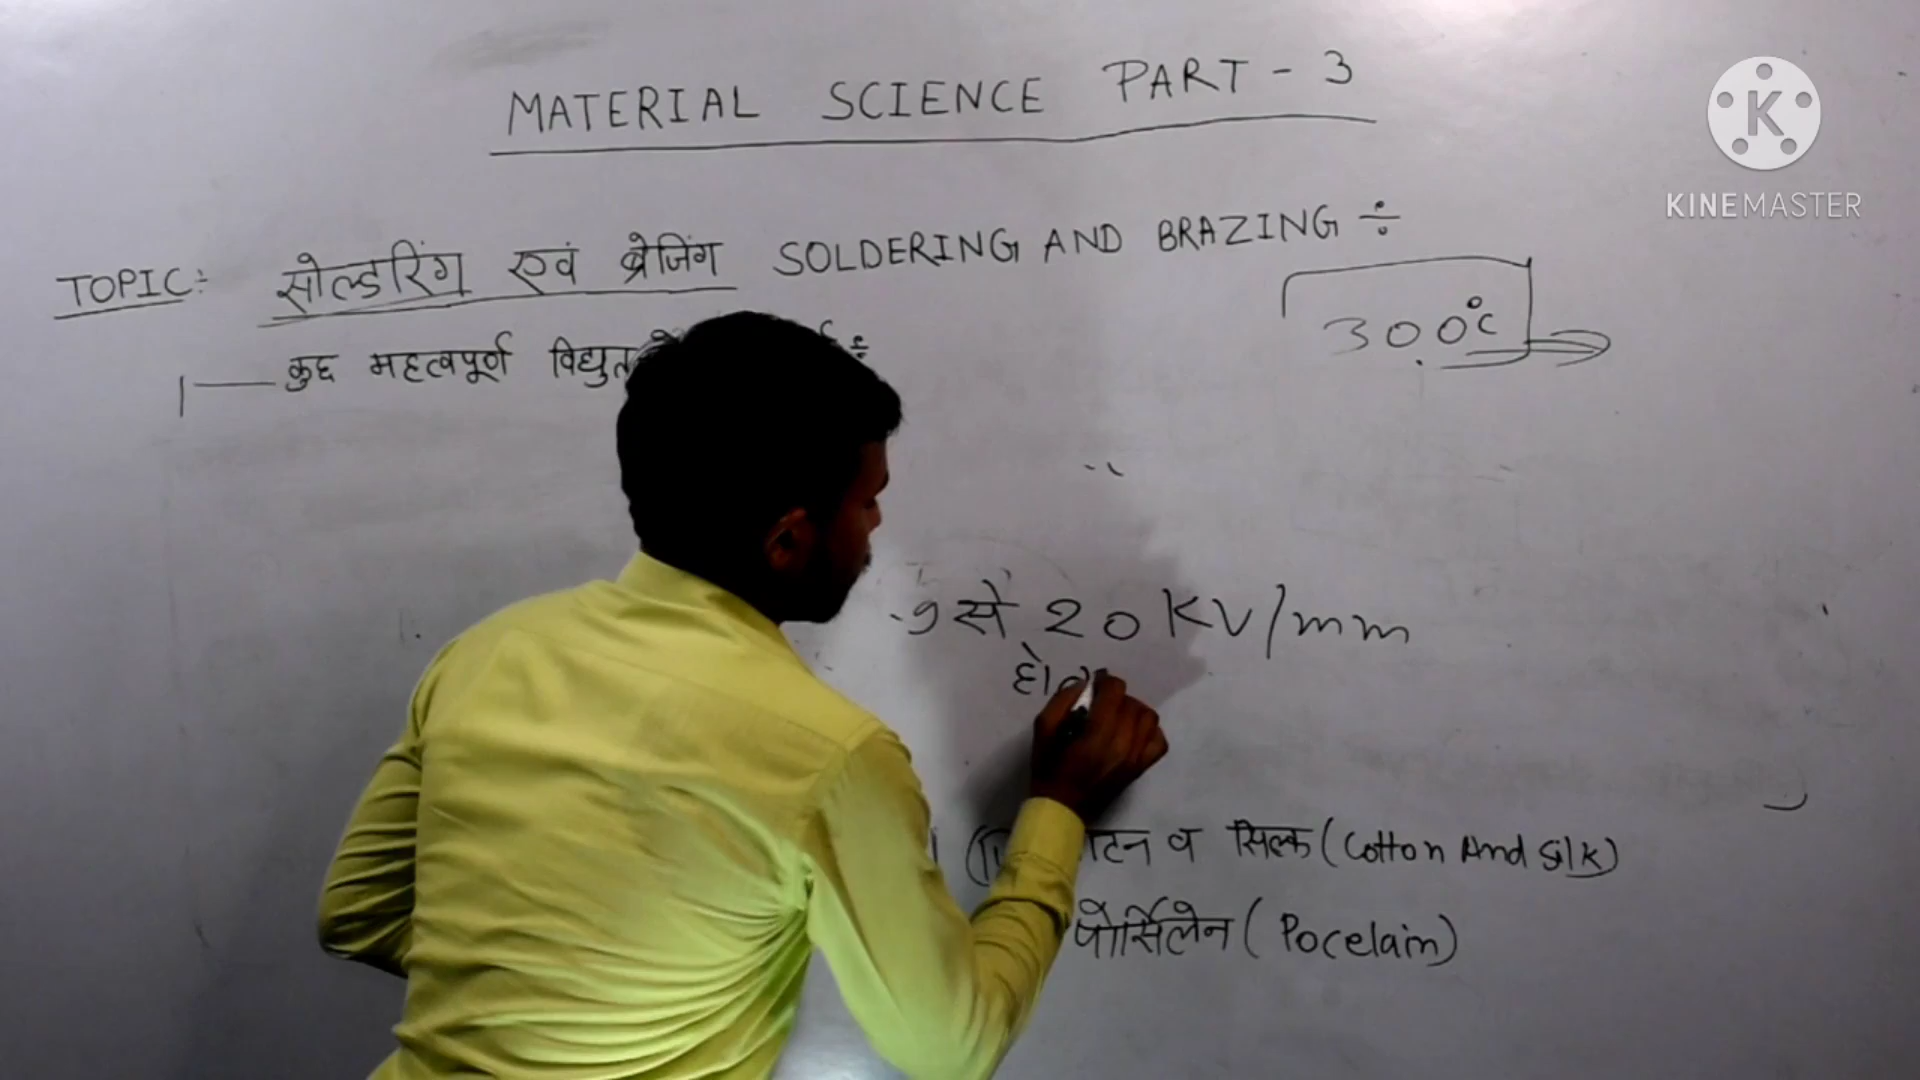 MATERIAL SCIENCE PART - 3
TOPIC: सोल्डरिंग एवं ब्रेजिंग SOLDERING AND BRAZING ÷
300°C
1 — कुछ महत्वपूर्ण विद्युत
से 20 KV/mm
व सिल्क (Cotton And Silk)
पोर्सिलेन (Pocelain)
KINEMASTER